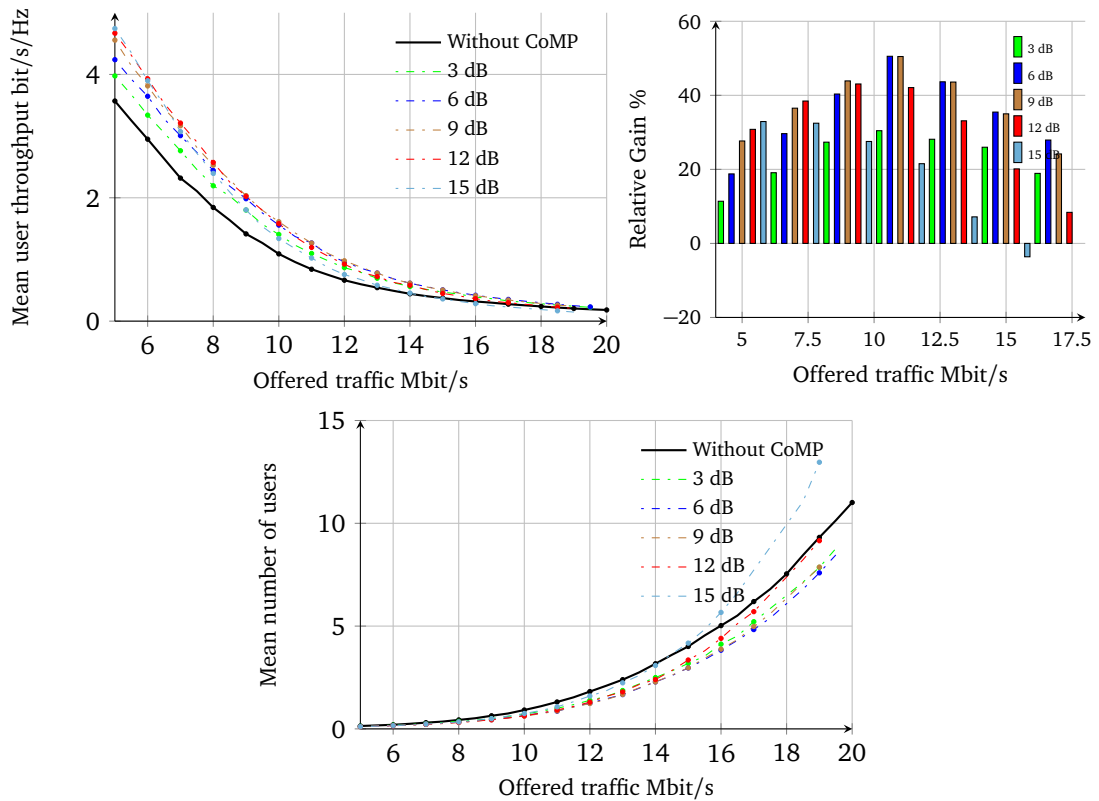 Mean user throughput bit/s/Hz
4
2
0
6 8 10 12 14 16 18 20
Offered traffic Mbit/s
Without CoMP
3 dB
6 dB
9 dB
12 dB
15 dB
Relative Gain %
60
40
20
0
−20
5 7.5 10 12.5 15 17.5
Offered traffic Mbit/s
3 dB
6 dB
9 dB
12 dB
15 dB
Mean number of users
15
10
5
0
6 8 10 12 14 16 18 20
Offered traffic Mbit/s
Without CoMP
3 dB
6 dB
9 dB
12 dB
15 dB